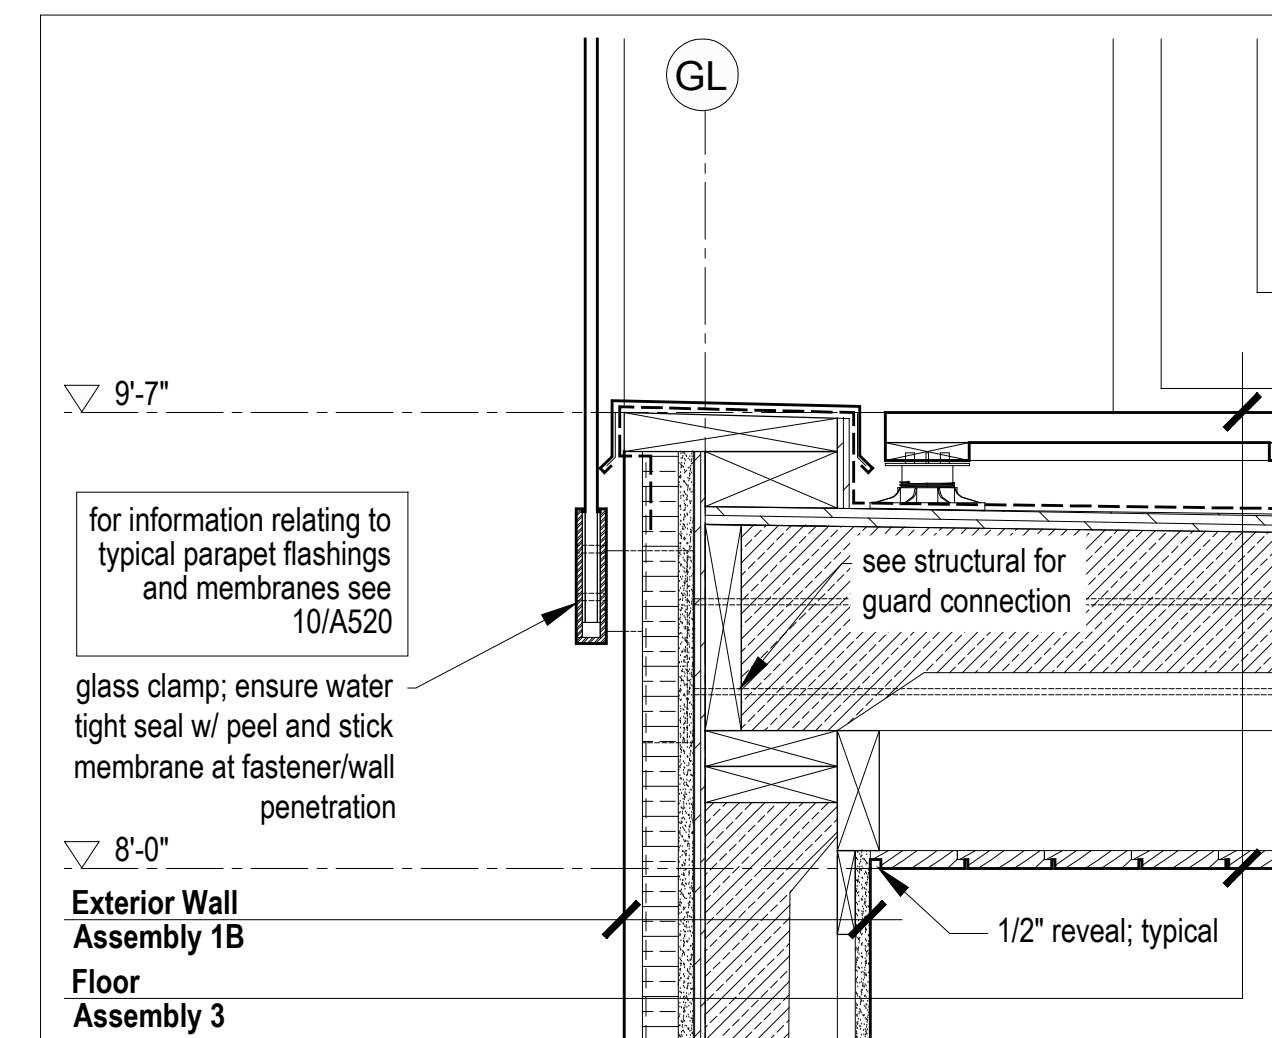 GL
9'-7"
for information relating to
typical parapet flashings
and membranes see
10/A520
see structural for
guard connection
glass clamp; ensure water
tight seal w/ peel and stick
membrane at fastener/wall
penetration
8'-0"
Exterior Wall
Assembly 1B
1/2" reveal; typical
Floor
Assembly 3